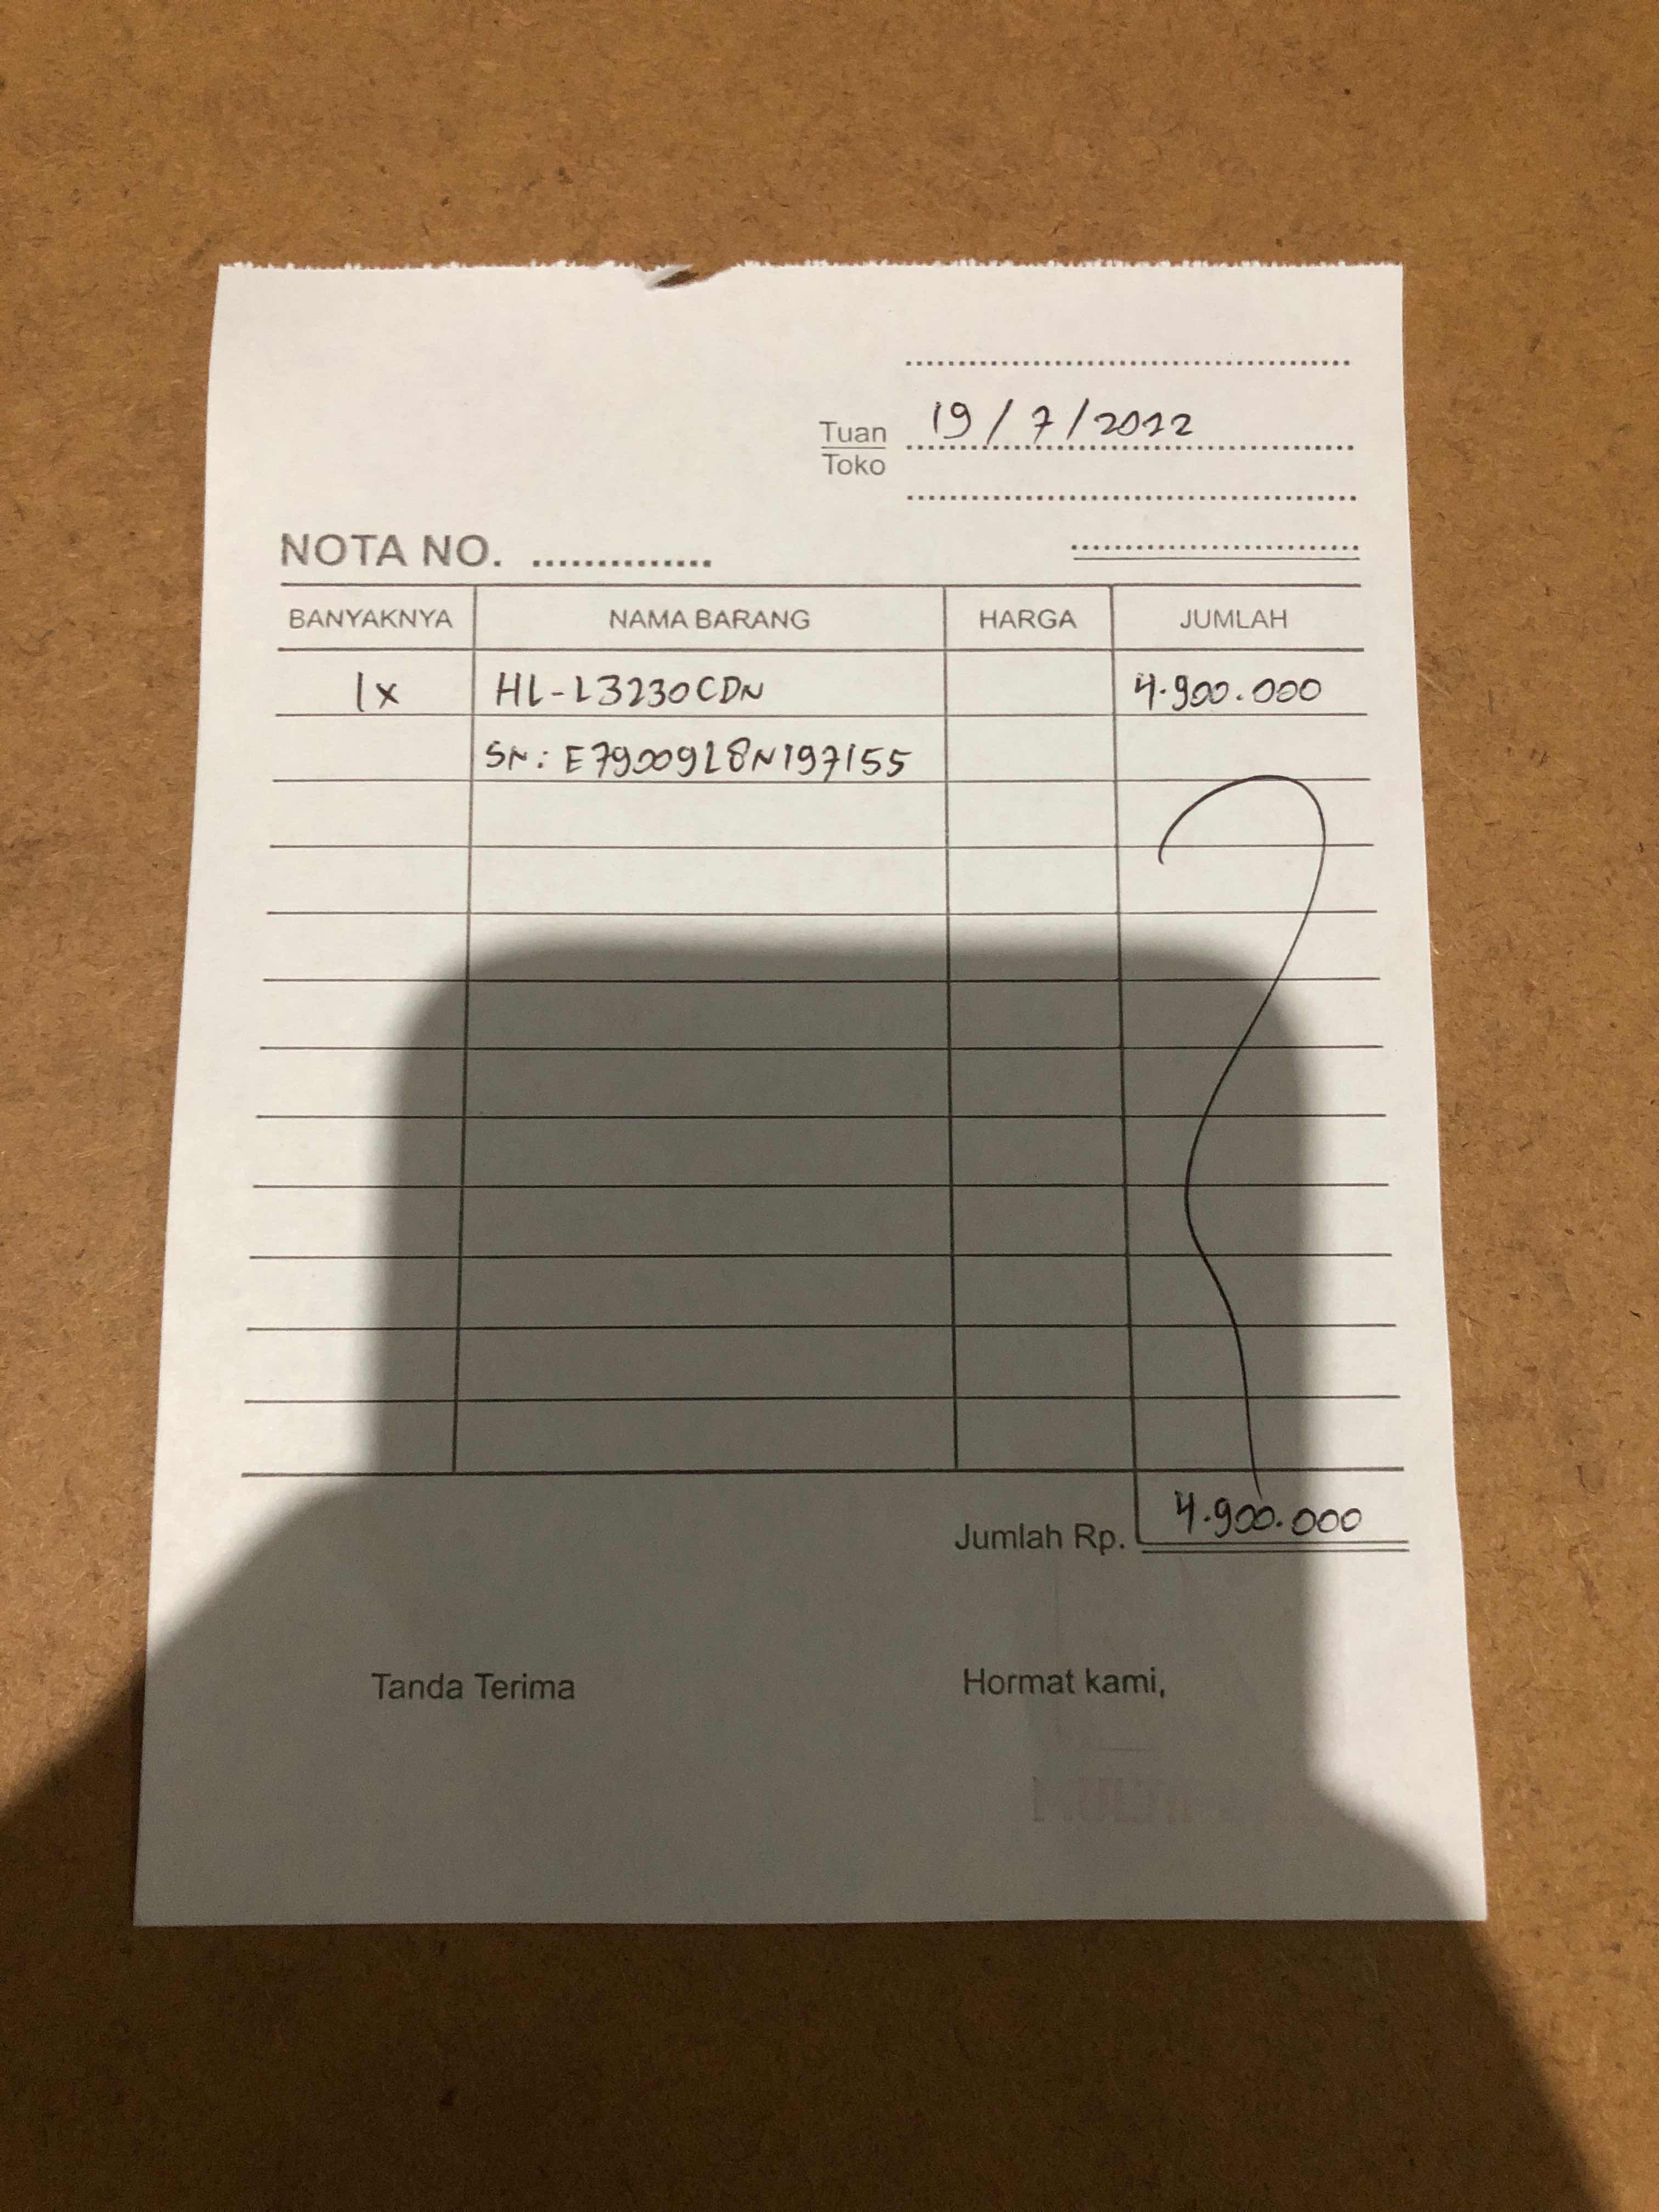 Tuan 19/7/2022
Toko
NOTA NO. ..............
BANYAKNYA NAMA BARANG HARGA JUMLAH
1x HL-L3230CDN 4.900.000
SN: E79009L8N197155
Jumlah Rp. 4.900.000
Tanda Terima Hormat kami,